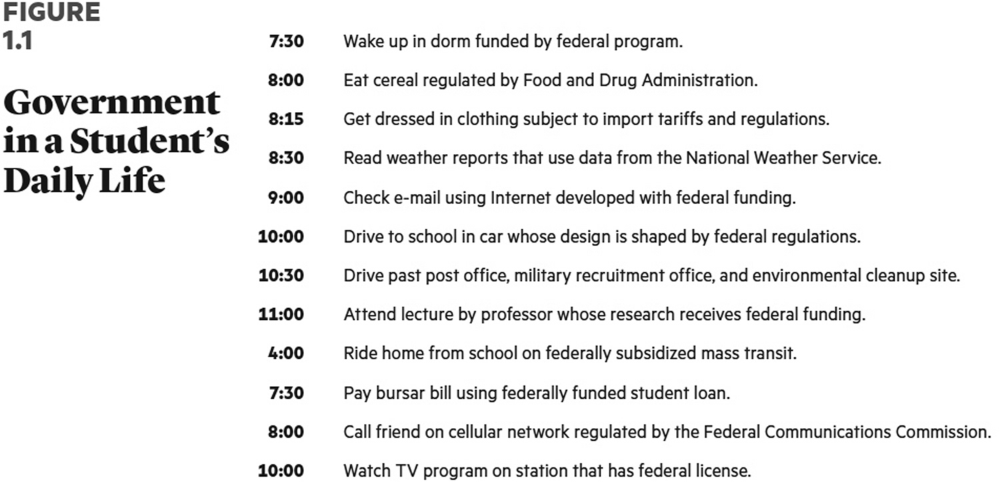 FIGURE
1.1
Government
in a Student’s
Daily Life
7:30 Wake up in dorm funded by federal program.
8:00 Eat cereal regulated by Food and Drug Administration.
8:15 Get dressed in clothing subject to import tariffs and regulations.
8:30 Read weather reports that use data from the National Weather Service.
9:00 Check e-mail using Internet developed with federal funding.
10:00 Drive to school in car whose design is shaped by federal regulations.
10:30 Drive past post office, military recruitment office, and environmental cleanup site.
11:00 Attend lecture by professor whose research receives federal funding.
4:00 Ride home from school on federally subsidized mass transit.
7:30 Pay bursar bill using federally funded student loan.
8:00 Call friend on cellular network regulated by the Federal Communications Commission.
10:00 Watch TV program on station that has federal license.